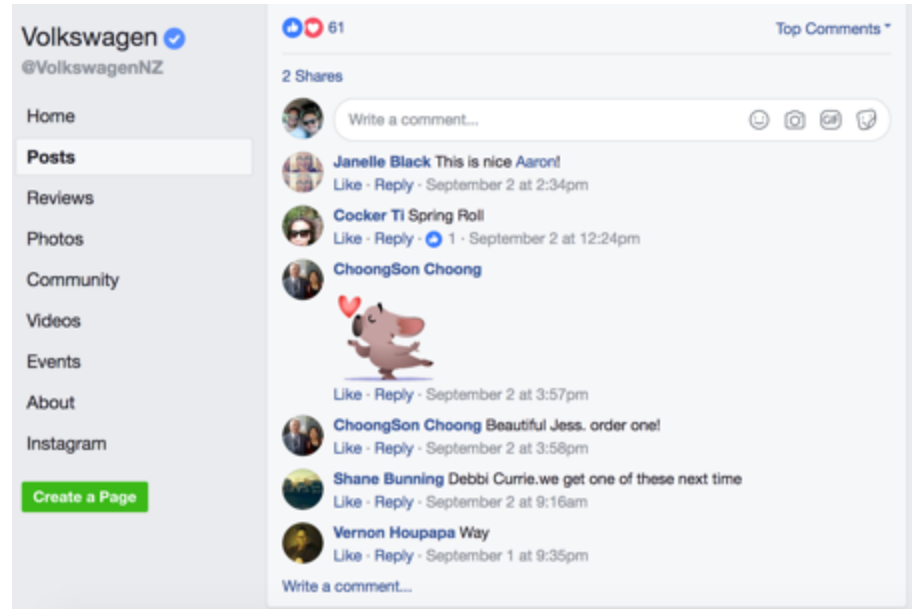 Volkswagen
@VolkswagenNZ
Home
Posts
Reviews
Photos
Community
Videos
Events
About
Instagram
Create a Page
61
Top Comments
2 Shares
Write a comment...
GIF
Janelle Black This is nice Aaron!
Like · Reply · September 2 at 2:34pm
Cocker Ti Spring Roll
Like · Reply · 1 · September 2 at 12:24pm
ChoongSon Choong
Like · Reply · September 2 at 3:57pm
ChoongSon Choong Beautiful Jess. order one!
Like · Reply · September 2 at 3:58pm
Shane Bunning Debbi Currie.we get one of these next time
Like · Reply · September 2 at 9:16am
Vernon Houpapa Way
Like · Reply · September 1 at 9:35pm
Write a comment...